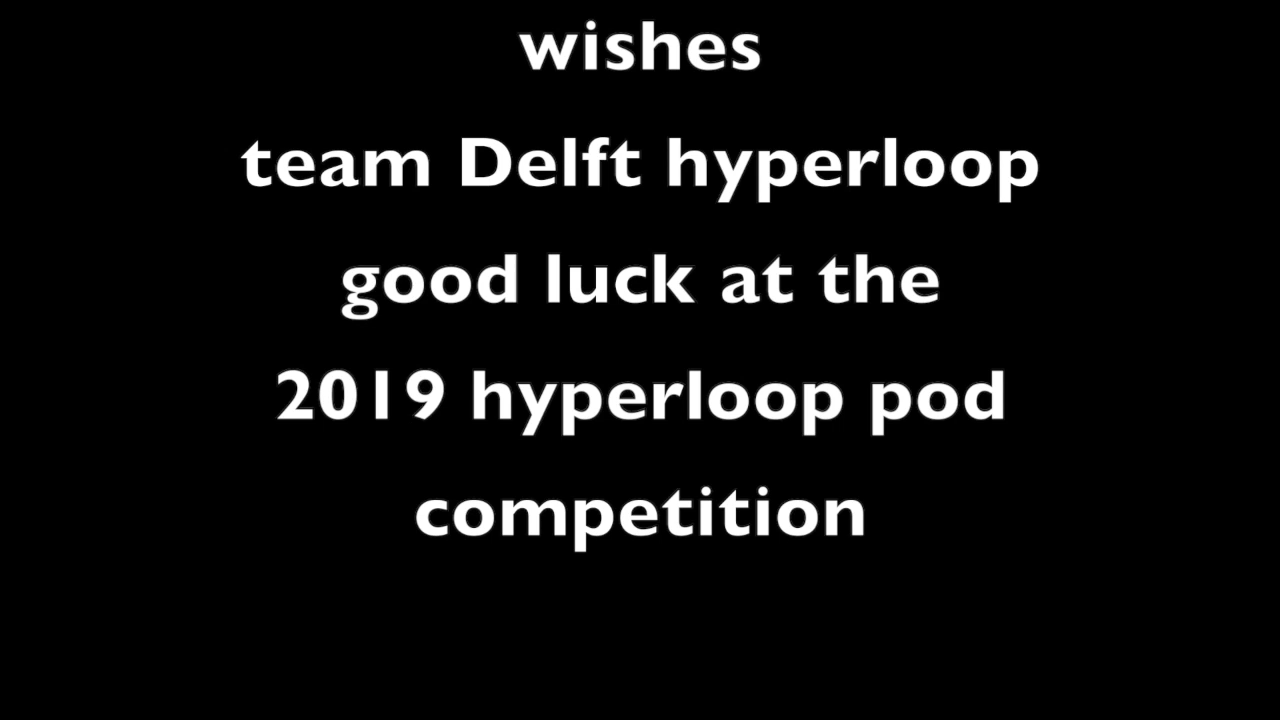 wishes
team Delft hyperloop
good luck at the
2019 hyperloop pod
competition